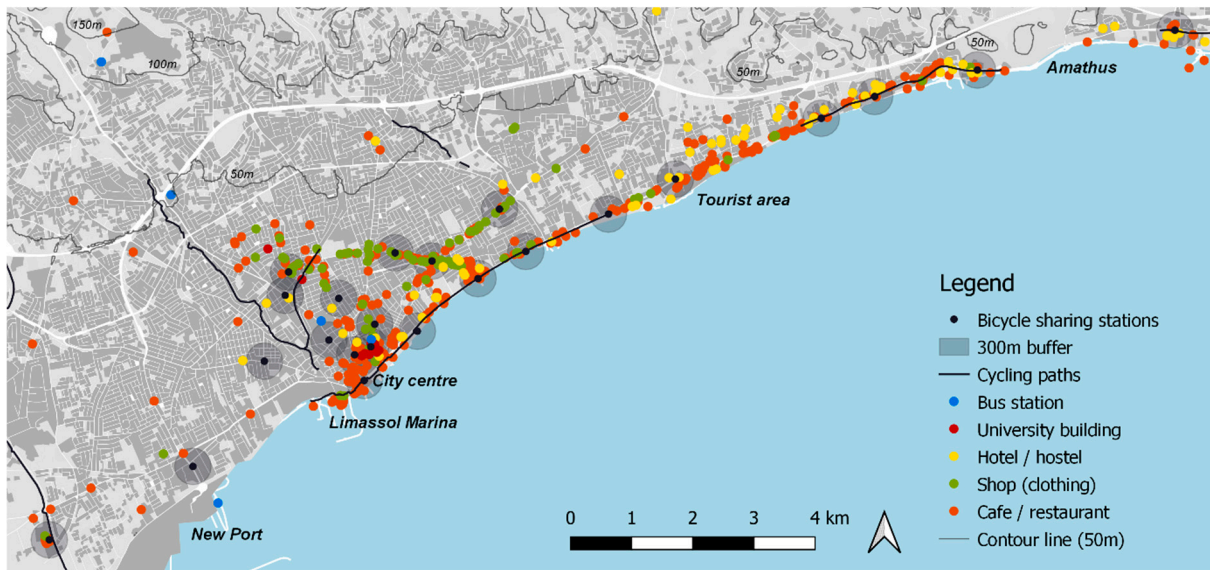 150m
100m
50m
50m
50m
Amathus
Tourist area
City centre
Limassol Marina
New Port
Legend
Bicycle sharing stations
300m buffer
Cycling paths
Bus station
University building
Hotel / hostel
Shop (clothing)
Cafe / restaurant
Contour line (50m)
0 1 2 3 4 km